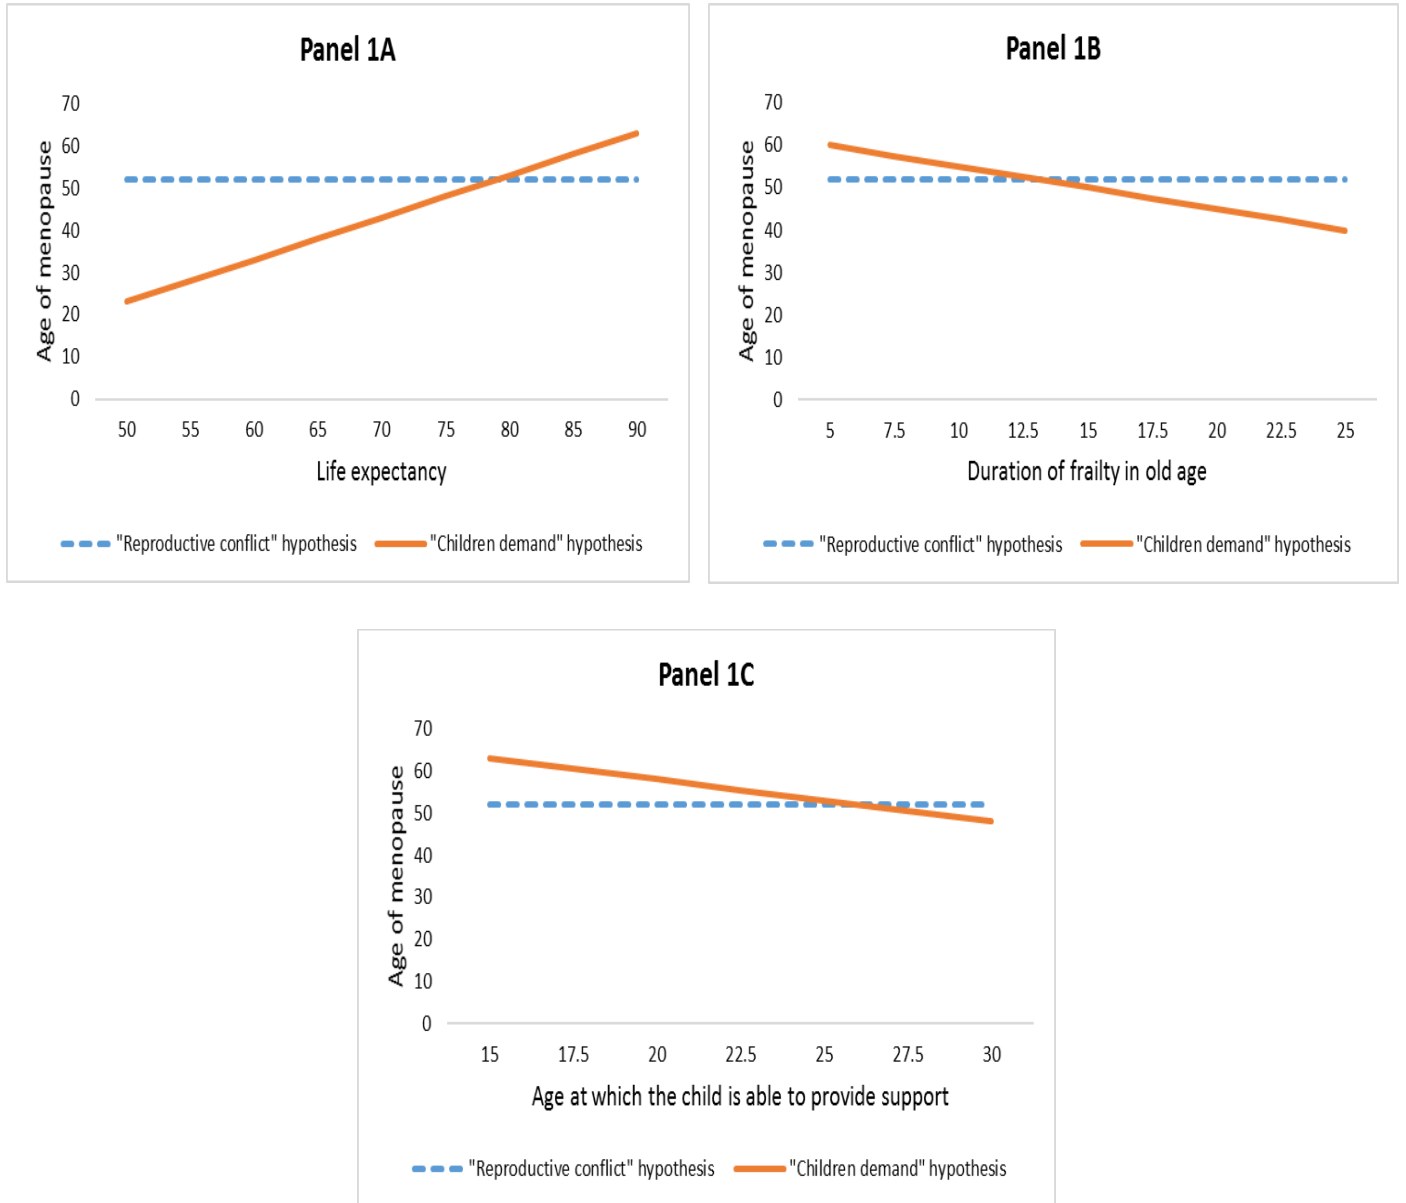 Panel 1A
Age of menopause
70
60
50
40
30
20
10
0
50 55 60 65 70 75 80 85 90
Life expectancy
"Reproductive conflict" hypothesis "Children demand" hypothesis
Panel 1B
Age of menopause
70
60
50
40
30
20
10
0
5 7.5 10 12.5 15 17.5 20 22.5 25
Duration of frailty in old age
"Reproductive conflict" hypothesis "Children demand" hypothesis
Panel 1C
Age of menopause
70
60
50
40
30
20
10
0
15 17.5 20 22.5 25 27.5 30
Age at which the child is able to provide support
"Reproductive conflict" hypothesis "Children demand" hypothesis